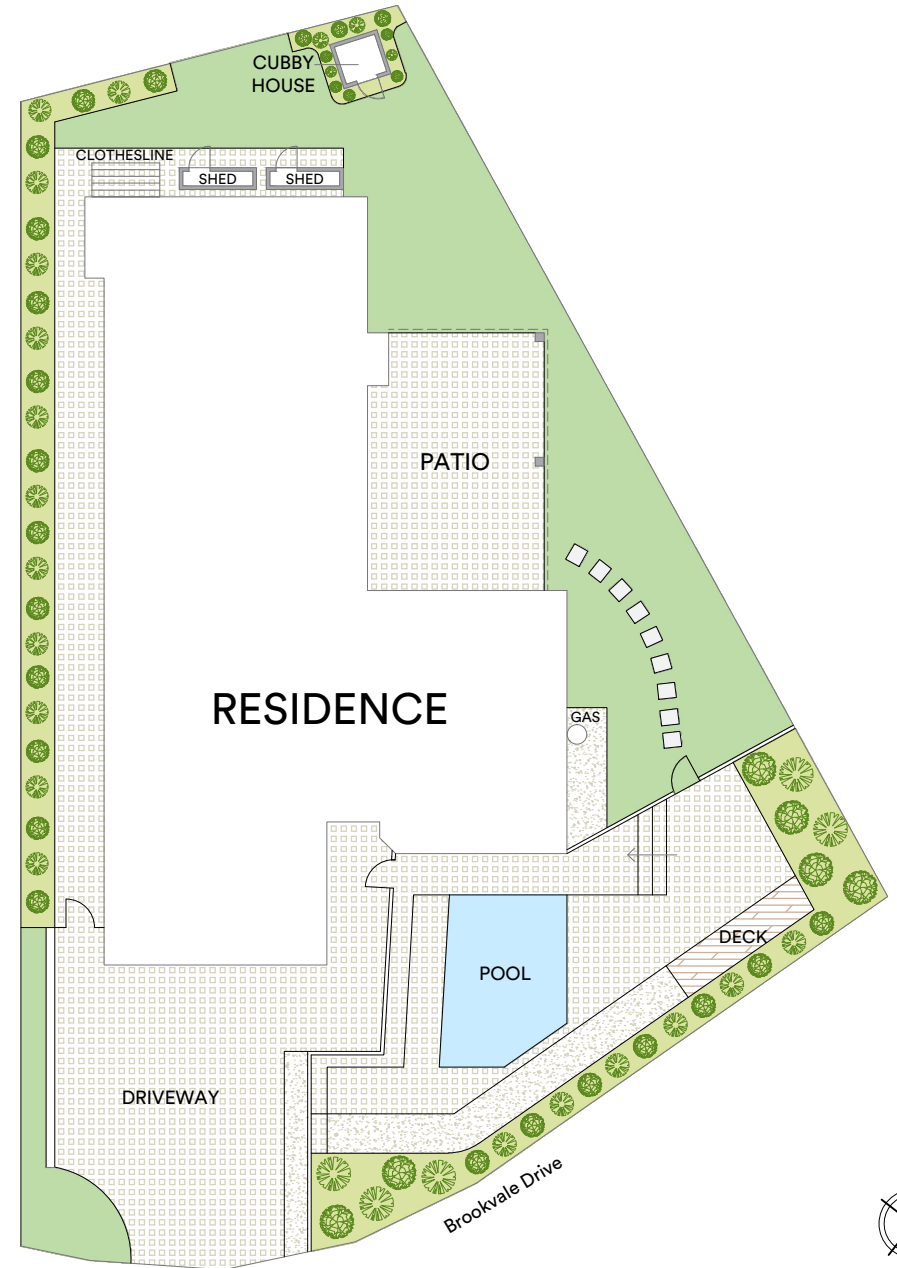 CUBBY
HOUSE
CLOTHESLINE
SHED
SHED
PATIO
RESIDENCE
GAS
DECK
POOL
DRIVEWAY
Brookvale Drive